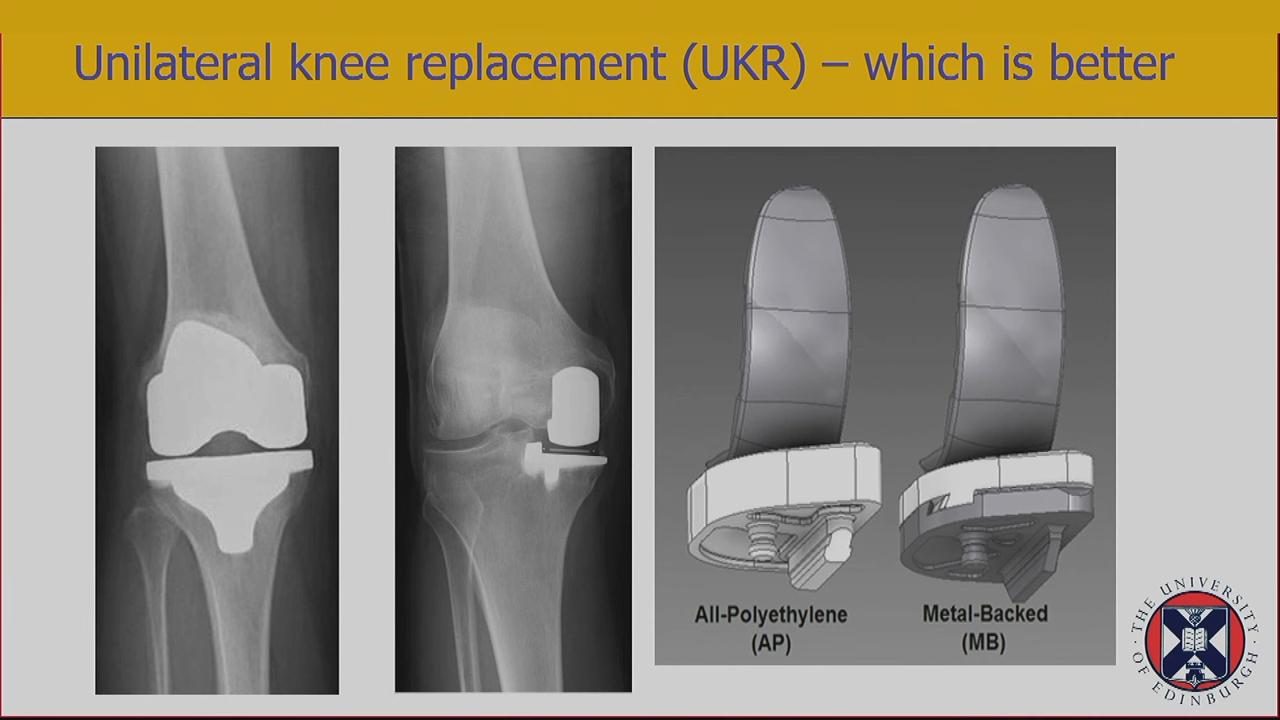 Unilateral knee replacement (UKR) – which is better
All-Polyethylene
(AP)
Metal-Backed
(MB)
THE UNIVERSITY
OF EDINBURGH